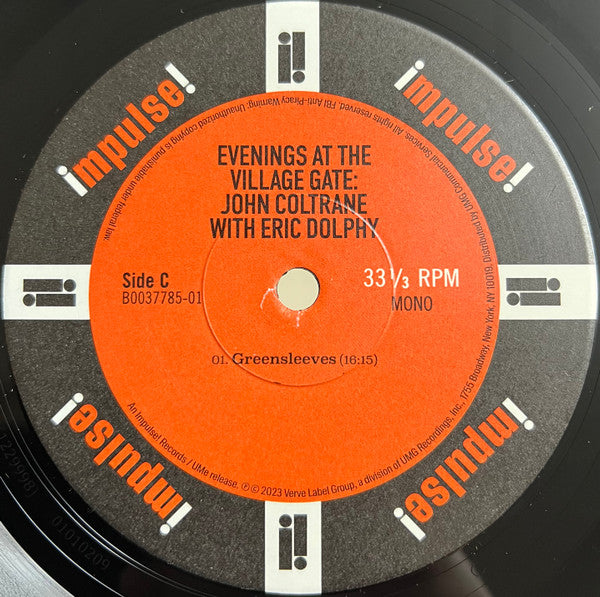 impulse!
impulse!
EVENINGS AT THE
VILLAGE GATE:
JOHN COLTRANE
WITH ERIC DOLPHY
Side C
B0037785-01
33 ⅓ RPM
MONO
01. Greensleeves (16:15)
impulse!
impulse!
An Impulse! Records / UMe release. ℗ © 2023 Verve Label Group, a division of UMG Recordings, Inc., 1755 Broadway, New York, NY 10019. Distributed by UMG Commercial Services. All rights reserved. FBI Anti-Piracy Warning: Unauthorized copying is punishable under federal law.
01010209